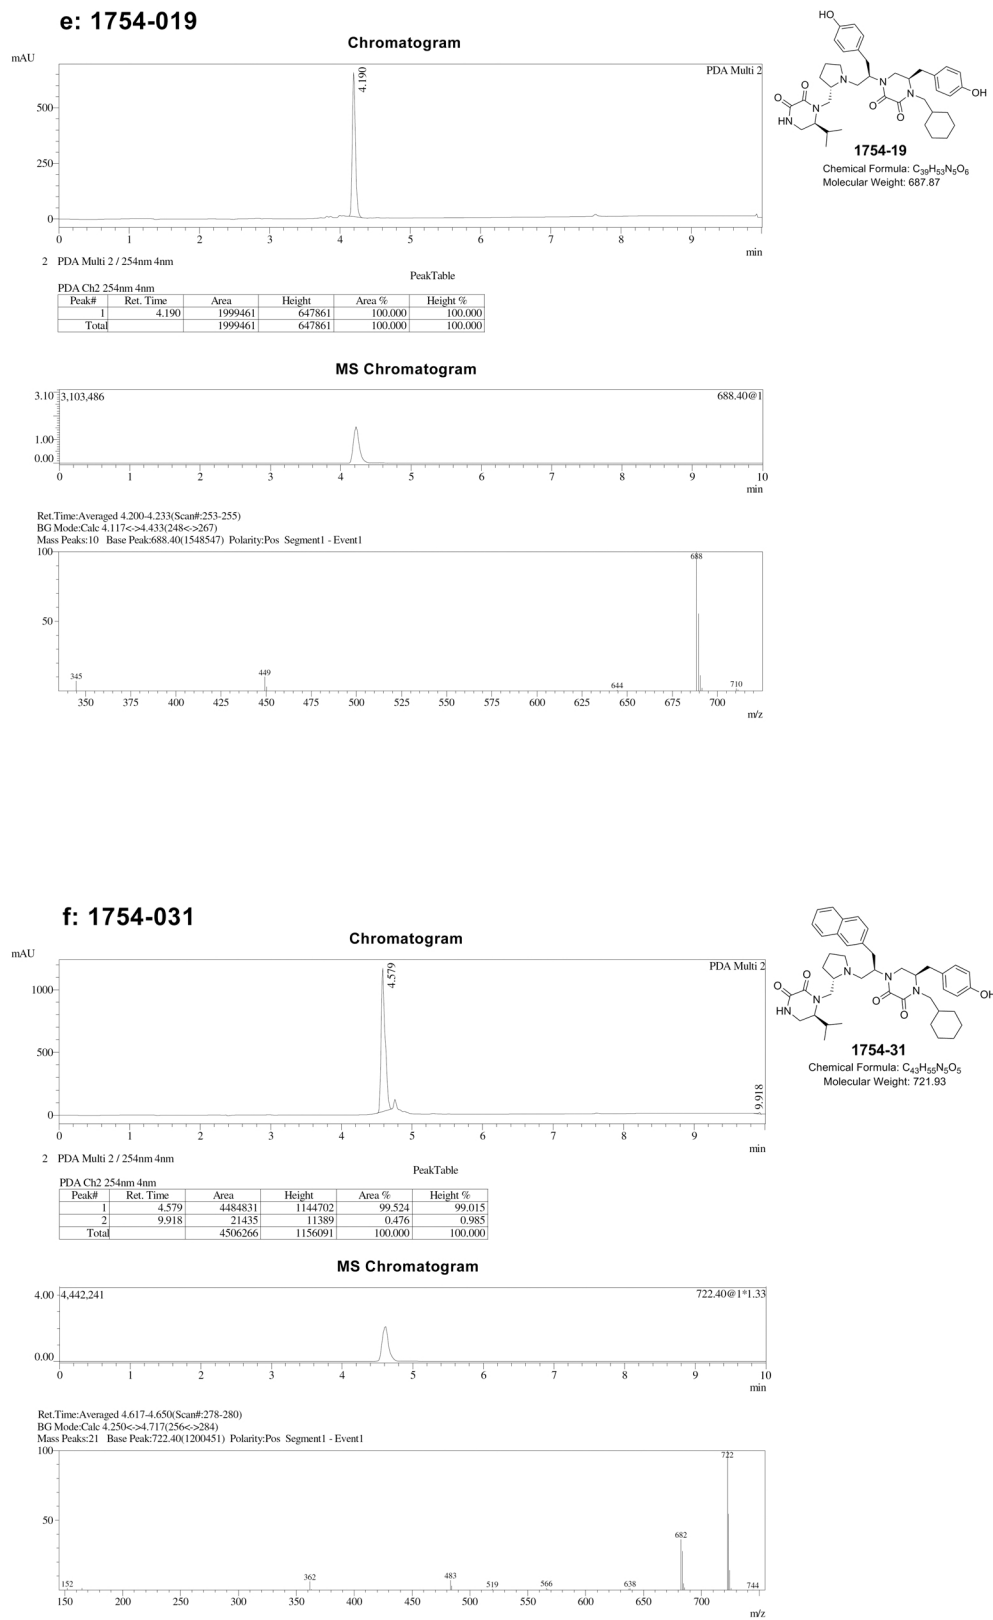 e: 1754-019
Chromatogram
mAU
PDA Multi 2
4.190
500
250
0
0 1 2 3 4 5 6 7 8 9
min
2 PDA Multi 2 / 254nm 4nm
PeakTable
PDA Ch2 254nm 4nm
Peak# Ret. Time Area Height Area % Height %
1 4.190 1999461 647861 100.000 100.000
Total 1999461 647861 100.000 100.000
HO
N
N
OH
O
O
N
N
O
O
HN
1754-19
Chemical Formula: C39H53N5O6
Molecular Weight: 687.87
MS Chromatogram
3.10 3,103,486 688.40@1
1.00
0.00
0 1 2 3 4 5 6 7 8 9 10
min
Ret.Time:Averaged 4.200-4.233(Scan#:253-255)
BG Mode:Calc 4.117<->4.433(248<->267)
Mass Peaks:10 Base Peak:688.40(1548547) Polarity:Pos Segment1 - Event1
100
688
50
345 449 644 710
350 375 400 425 450 475 500 525 550 575 600 625 650 675 700
m/z
f: 1754-031
Chromatogram
mAU
PDA Multi 2
4.579
1000
500
0
9.918
0 1 2 3 4 5 6 7 8 9
min
2 PDA Multi 2 / 254nm 4nm
PeakTable
PDA Ch2 254nm 4nm
Peak# Ret. Time Area Height Area % Height %
1 4.579 4484831 1144702 99.524 99.015
2 9.918 21435 11389 0.476 0.985
Total 4506266 1156091 100.000 100.000
N
N
O
O
N
N
OH
O
O
HN
1754-31
Chemical Formula: C43H55N5O5
Molecular Weight: 721.93
MS Chromatogram
4.00 4,442,241 722.40@1*1.33
0.00
0 1 2 3 4 5 6 7 8 9 10
min
Ret.Time:Averaged 4.617-4.650(Scan#:278-280)
BG Mode:Calc 4.250<->4.717(256<->284)
Mass Peaks:21 Base Peak:722.40(1200451) Polarity:Pos Segment1 - Event1
100
722
50
682
152 362 483 519 566 638 744
150 200 250 300 350 400 450 500 550 600 650 700
m/z